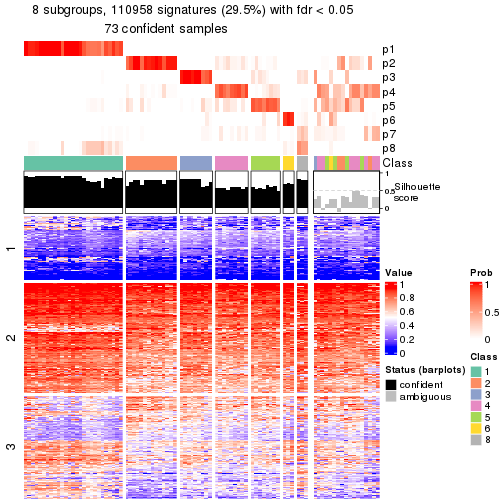 8 subgroups, 110958 signatures (29.5%) with fdr < 0.05
73 confident samples
p1
p2
p3
p4
p5
p6
p7
p8
Class
1
0.5
0
Silhouette
score
1
2
3
Value
1
0.8
0.6
0.4
0.2
0
Status (barplots)
confident
ambiguous
Prob
1
0.5
0
Class
1
2
3
4
5
6
8